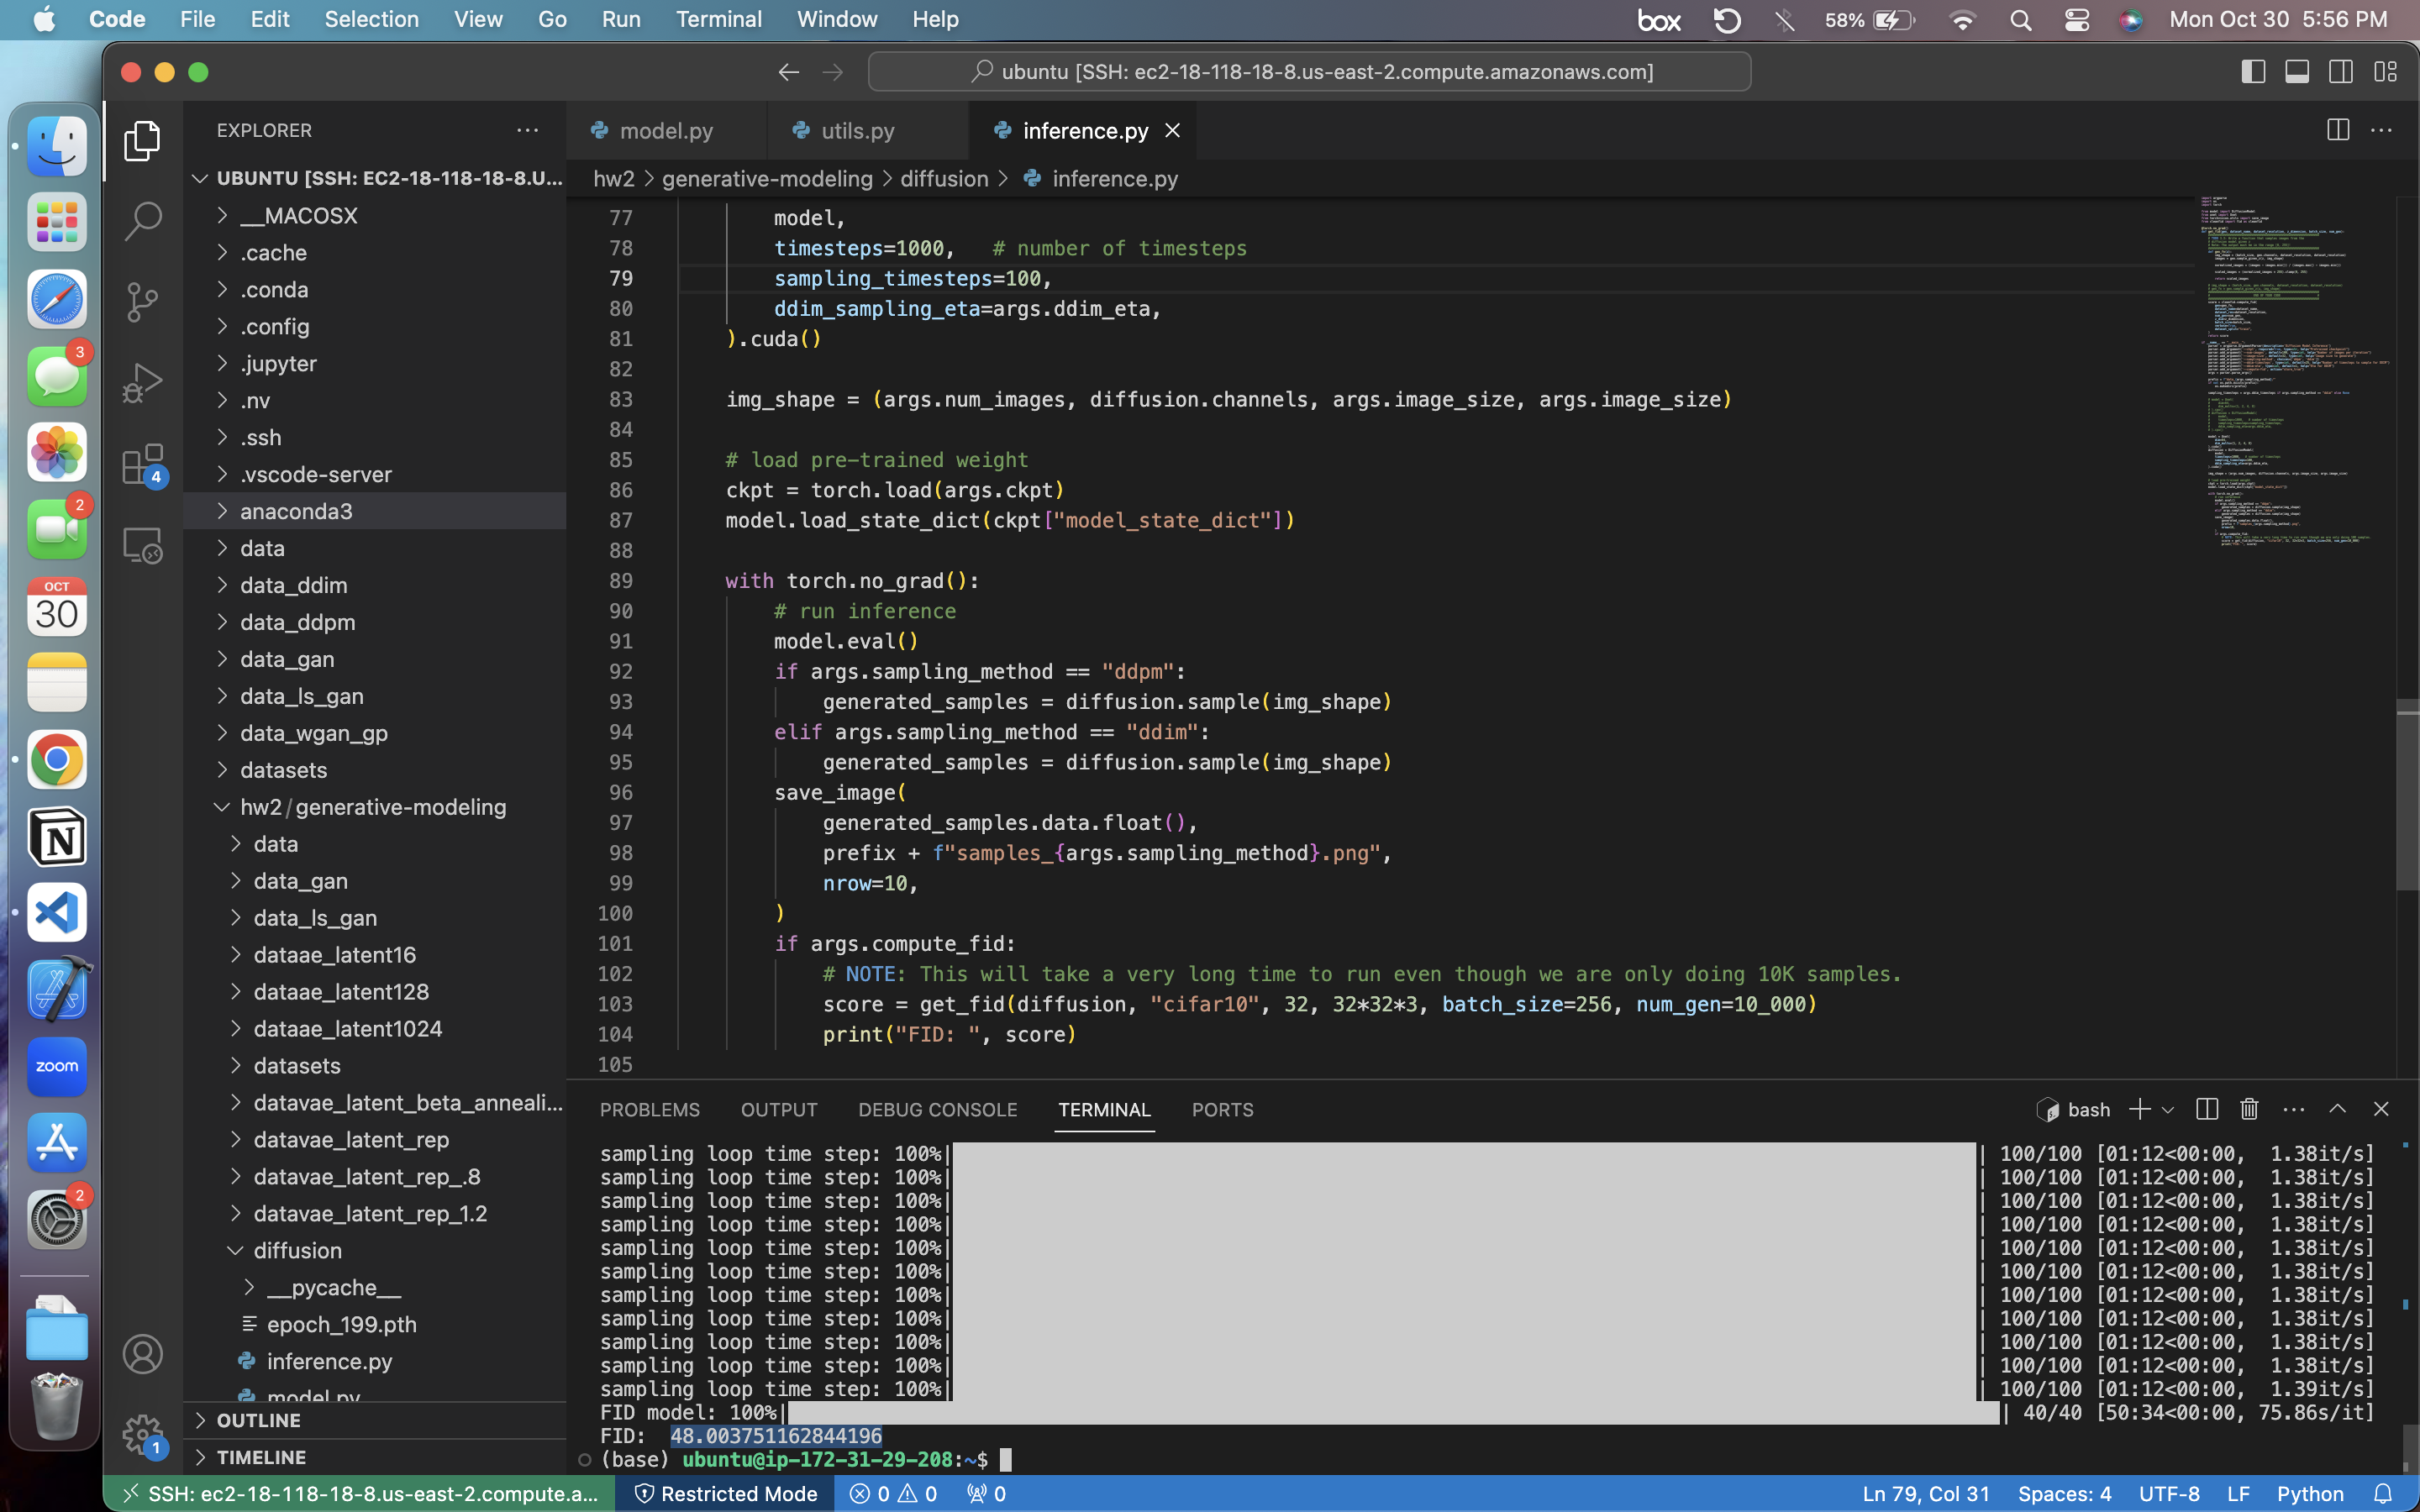 Code File Edit Selection View Go Run Terminal Window Help box 58% Mon Oct 30 5:56 PM
ubuntu [SSH: ec2-18-118-18-8.us-east-2.compute.amazonaws.com]
EXPLORER
UBUNTU [SSH: EC2-18-118-18-8.U...
__MACOSX
.cache
.conda
.config
.jupyter
.nv
.ssh
.vscode-server
anaconda3
data
data_ddim
data_ddpm
data_gan
data_ls_gan
data_wgan_gp
datasets
hw2/generative-modeling
data
data_gan
data_ls_gan
dataae_latent16
dataae_latent128
dataae_latent1024
datasets
datavae_latent_beta_anneali...
datavae_latent_rep
datavae_latent_rep_.8
datavae_latent_rep_1.2
diffusion
__pycache__
epoch_199.pth
inference.py
model.py
OUTLINE
TIMELINE
3
2
OCT
30
zoom
2
4
1
model.py utils.py inference.py
hw2 > generative-modeling > diffusion > inference.py
77 model,
78 timesteps=1000, # number of timesteps
79 sampling_timesteps=100,
80 ddim_sampling_eta=args.ddim_eta,
81 ).cuda()
82
83 img_shape = (args.num_images, diffusion.channels, args.image_size, args.image_size)
84
85 # load pre-trained weight
86 ckpt = torch.load(args.ckpt)
87 model.load_state_dict(ckpt["model_state_dict"])
88
89 with torch.no_grad():
90 # run inference
91 model.eval()
92 if args.sampling_method == "ddpm":
93 generated_samples = diffusion.sample(img_shape)
94 elif args.sampling_method == "ddim":
95 generated_samples = diffusion.sample(img_shape)
96 save_image(
97 generated_samples.data.float(),
98 prefix + f"samples_{args.sampling_method}.png",
99 nrow=10,
100 )
101 if args.compute_fid:
102 # NOTE: This will take a very long time to run even though we are only doing 10K samples.
103 score = get_fid(diffusion, "cifar10", 32, 32*32*3, batch_size=256, num_gen=10_000)
104 print("FID: ", score)
105
PROBLEMS OUTPUT DEBUG CONSOLE TERMINAL PORTS bash
sampling loop time step: 100%| | 100/100 [01:12<00:00, 1.38it/s]
sampling loop time step: 100%| | 100/100 [01:12<00:00, 1.38it/s]
sampling loop time step: 100%| | 100/100 [01:12<00:00, 1.38it/s]
sampling loop time step: 100%| | 100/100 [01:12<00:00, 1.38it/s]
sampling loop time step: 100%| | 100/100 [01:12<00:00, 1.38it/s]
sampling loop time step: 100%| | 100/100 [01:12<00:00, 1.38it/s]
sampling loop time step: 100%| | 100/100 [01:12<00:00, 1.38it/s]
sampling loop time step: 100%| | 100/100 [01:12<00:00, 1.38it/s]
sampling loop time step: 100%| | 100/100 [01:12<00:00, 1.38it/s]
sampling loop time step: 100%| | 100/100 [01:12<00:00, 1.38it/s]
sampling loop time step: 100%| | 100/100 [01:12<00:00, 1.39it/s]
FID model: 100%| | 40/40 [50:34<00:00, 75.86s/it]
FID: 48.003751162844196
(base) ubuntu@ip-172-31-29-208:~$
SSH: ec2-18-118-18-8.us-east-2.compute.a... Restricted Mode 0 0 0 Ln 79, Col 31 Spaces: 4 UTF-8 LF Python